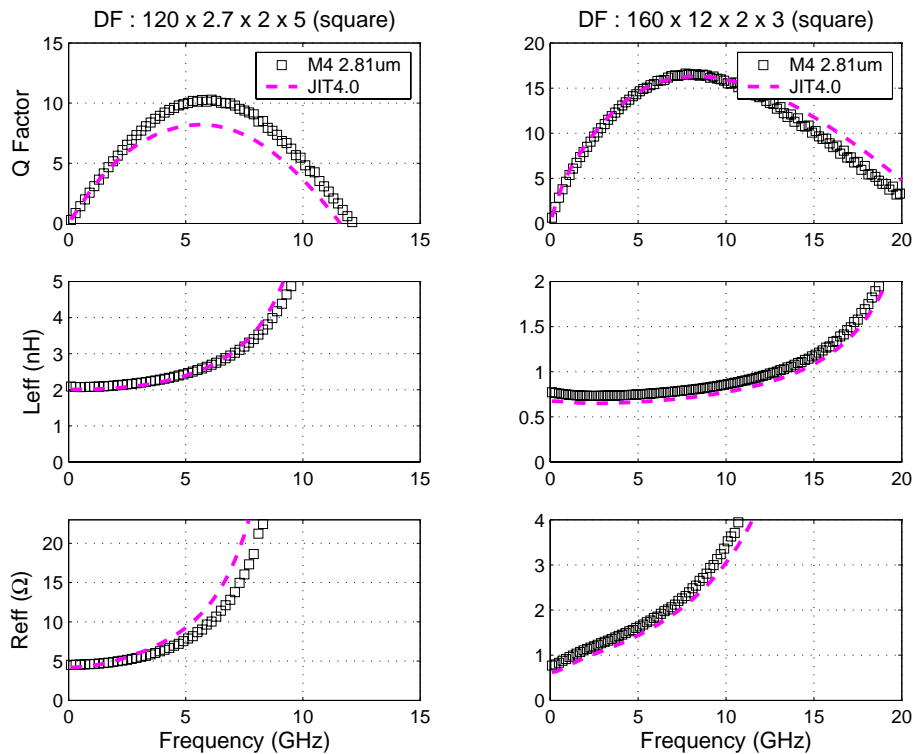 DF : 120 x 2.7 x 2 x 5 (square)
15
10
5
0
Q Factor
M4 2.81um
JIT4.0
0 5 10 15
DF : 160 x 12 x 2 x 3 (square)
20
15
10
5
0
M4 2.81um
JIT4.0
0 5 10 15 20
5
4
3
2
1
0
Leff (nH)
0 5 10 15
2
1.5
1
0.5
0
0 5 10 15 20
20
15
10
5
0
Reff (Ω)
0 5 10 15
Frequency (GHz)
4
3
2
1
0
0 5 10 15 20
Frequency (GHz)